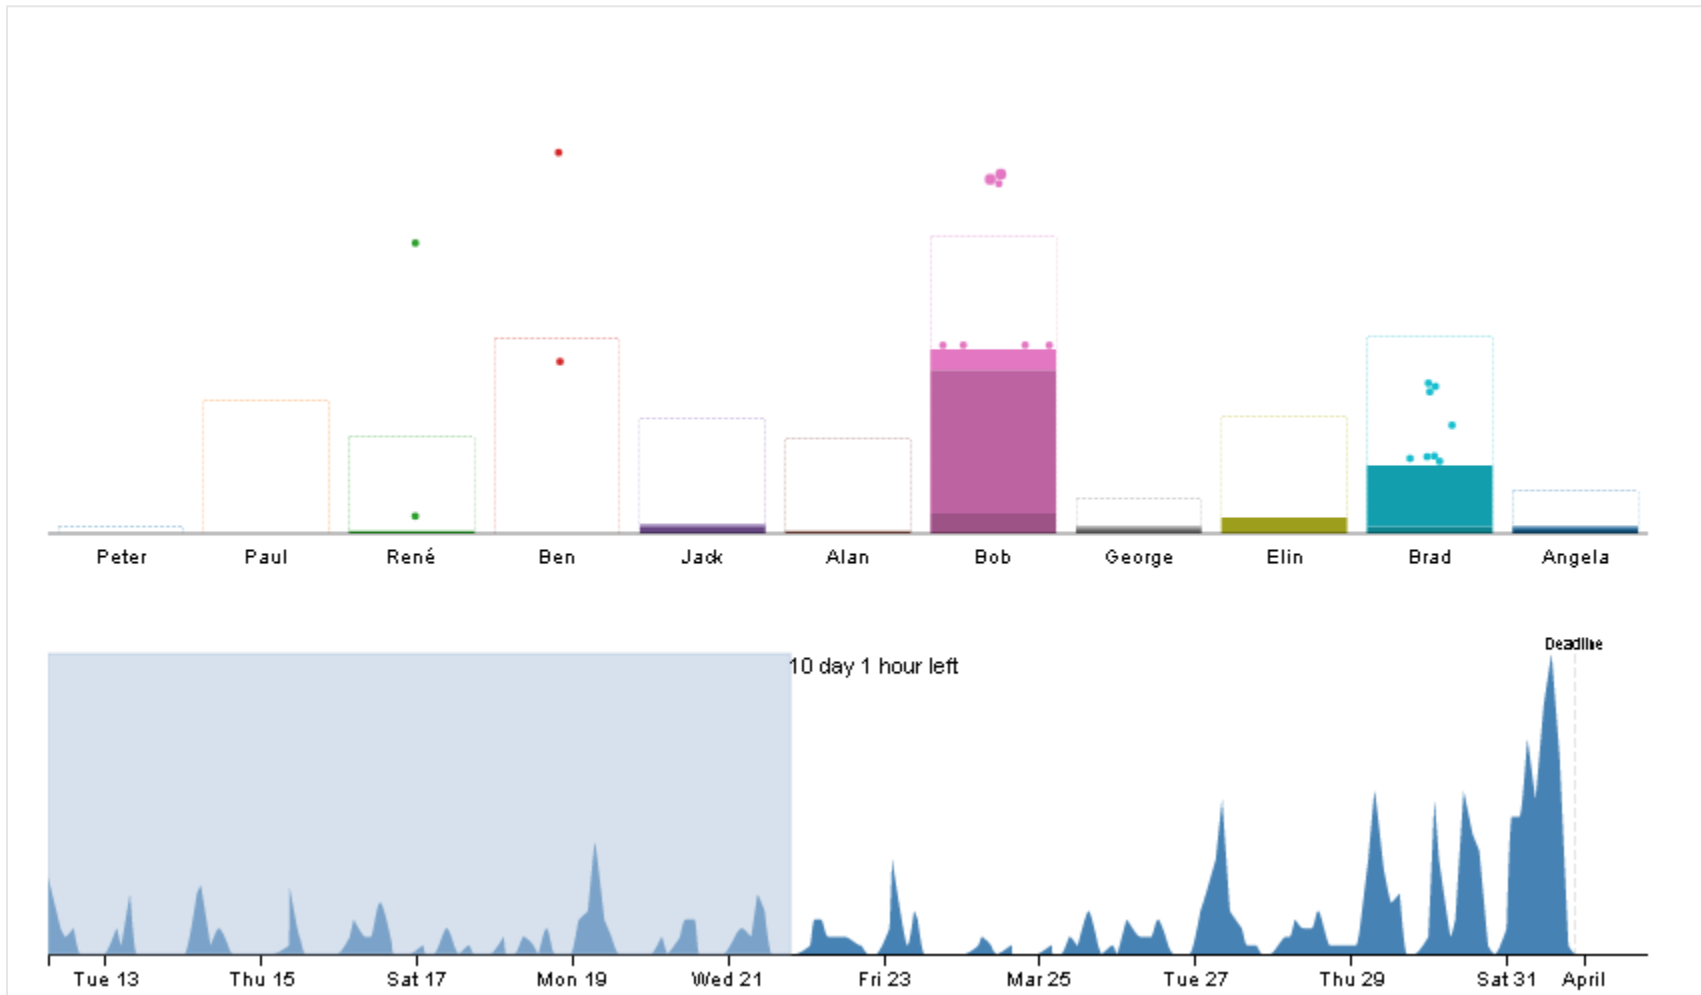 Peter Paul René Ben Jack Alan Bob George Elin Brad Angela
Deadline
10 day 1 hour left
Tue 13 Thu 15 Sat 17 Mon 19 Wed 21 Fri 23 Mar 25 Tue 27 Thu 29 Sat 31 April